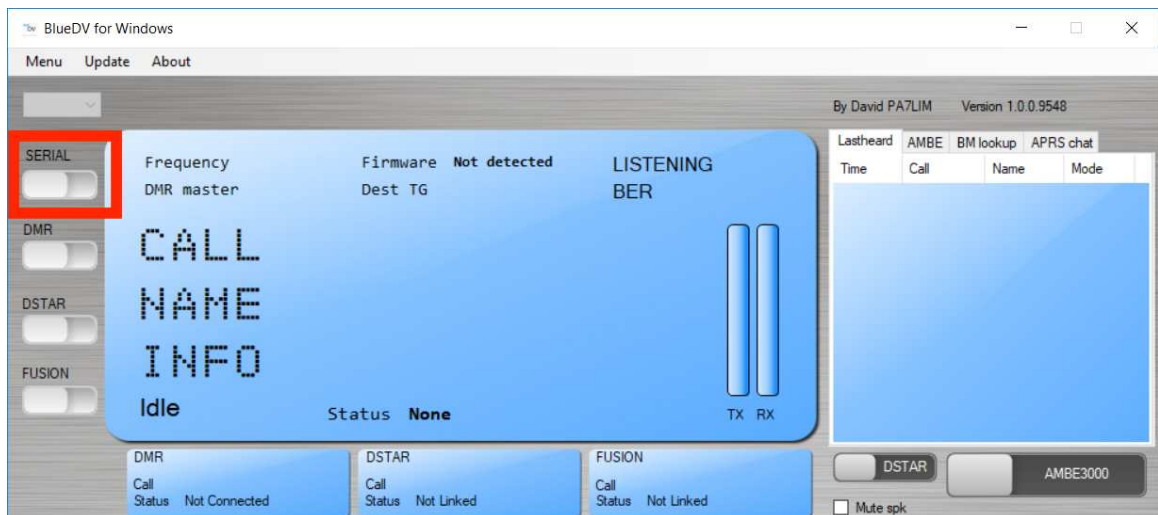 BlueDV for Windows
Menu Update About
By David PA7LIM Version 1.0.0.9548
SERIAL
DMR
DSTAR
FUSION
Frequency Firmware Not detected LISTENING
DMR master Dest TG BER
CALL
NAME
INFO
Idle Status None TX RX
Lastheard AMBE BM lookup APRS chat
Time Call Name Mode
DMR
Call
Status Not Connected
DSTAR
Call
Status Not Linked
FUSION
Call
Status Not Linked
DSTAR AMBE3000
Mute spk